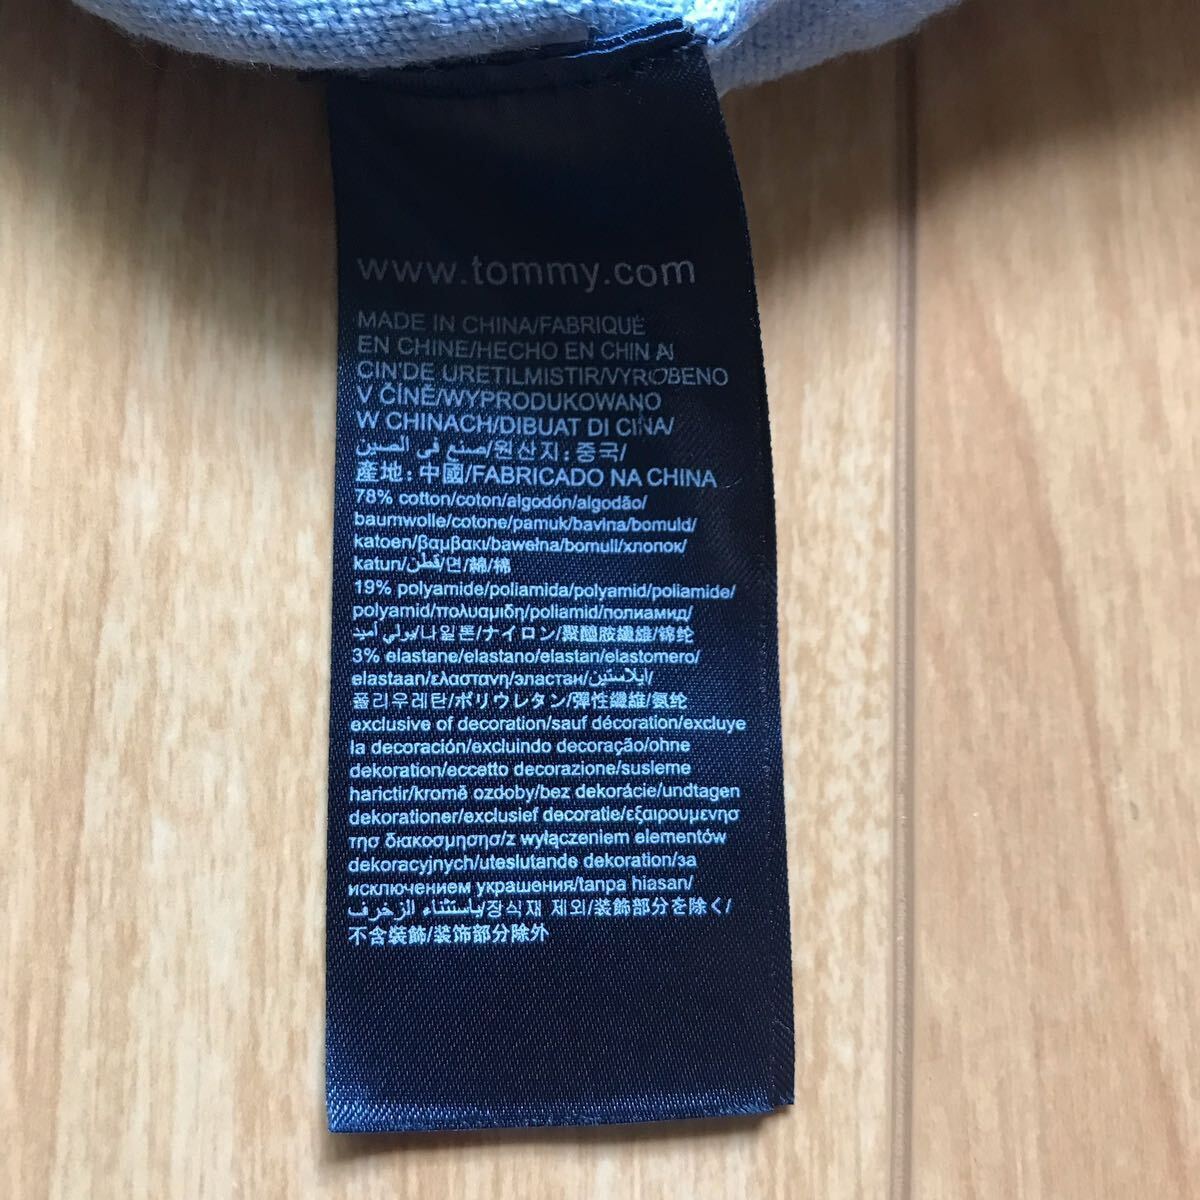 www.tommy.com
MADE IN CHINA/FABRIQUÉ
EN CHINE/HECHO EN CHINA/
ÇIN'DE URETILMISTIR/VYROBENO
V ČINÉ/WYPRODUKOWANO
W CHINACH/DIBUAT DI CINA/
صنع في الصين/원산지: 중국/
產地: 中國/FABRICADO NA CHINA
78% cotton/coton/algodón/algodão/
baumwolle/cotone/pamuk/bavlna/bomuld/
katoen/βαμβακι/bawełna/bomull/хлопок/
katun/قطن/면/綿/棉
19% polyamide/poliamida/polyamid/poliamide/
polyamid/πολυαμιδη/poliamid/полиамид/
بولي أميد/나일론/ナイロン/聚醯胺纖維/锦纶
3% elastane/elastano/elastan/elastomero/
elastaan/ελαστανη/эластан/ايلاستين/
폴리우레탄/ポリウレタン/彈性纖維/氨纶
exclusive of decoration/sauf décoration/excluye
la decoración/excluindo decoração/ohne
dekoration/eccetto decorazione/susleme
harictir/kromě ozdoby/bez dekorácie/undtagen
dekorationer/exclusief decoratie/εξαιρουμενησ
τησ διακοσμησησ/z wyłączeniem elementów
dekoracyjnych/uteslutande dekoration/за
исключением украшения/tanpa hiasan/
باستثناء الزخرف/장식재 제외/装飾部分を除く/
不含裝飾/装饰部分除外